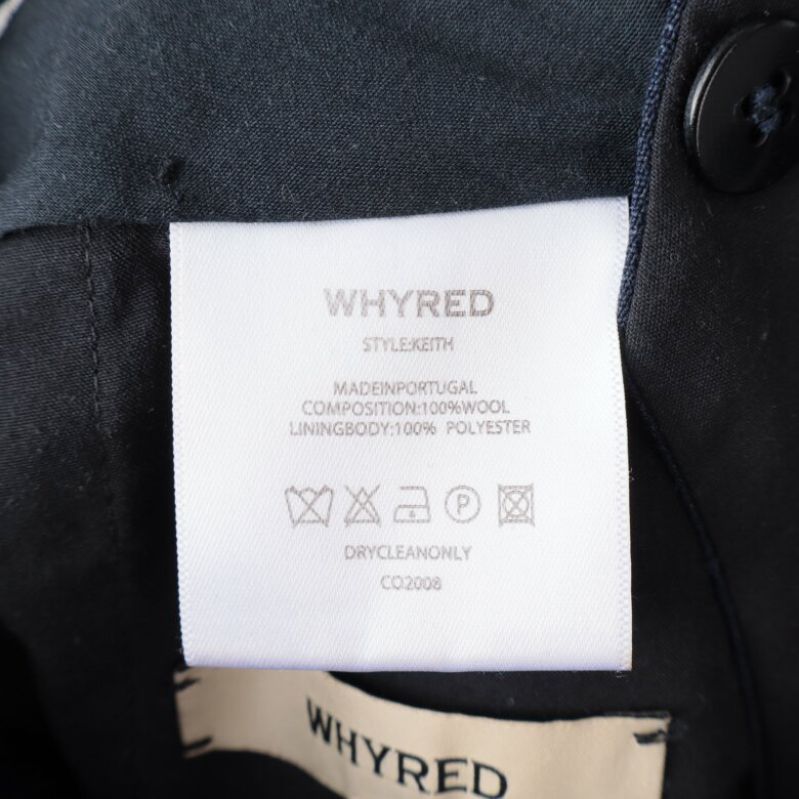 WHYRED
STYLE:KEITH
MADEINPORTUGAL
COMPOSITION:100%WOOL
LININGBODY:100% POLYESTER
P
DRYCLEANONLY
CO2008
WHYRED